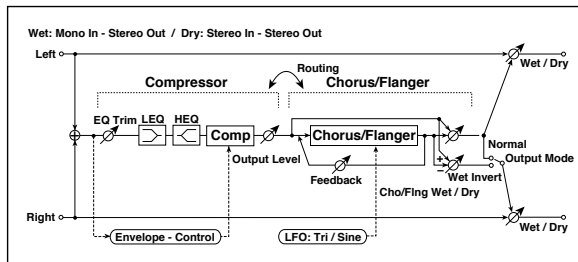 Wet: Mono In - Stereo Out / Dry: Stereo In - Stereo Out
Left
Wet / Dry
Routing
Compressor
Chorus/Flanger
EQ Trim
LEQ
HEQ
Comp
Chorus/Flanger
Normal
Output Level
Output Mode
+
−
Wet Invert
Feedback
Cho/Flng Wet / Dry
Right
Wet / Dry
Envelope - Control
LFO: Tri / Sine